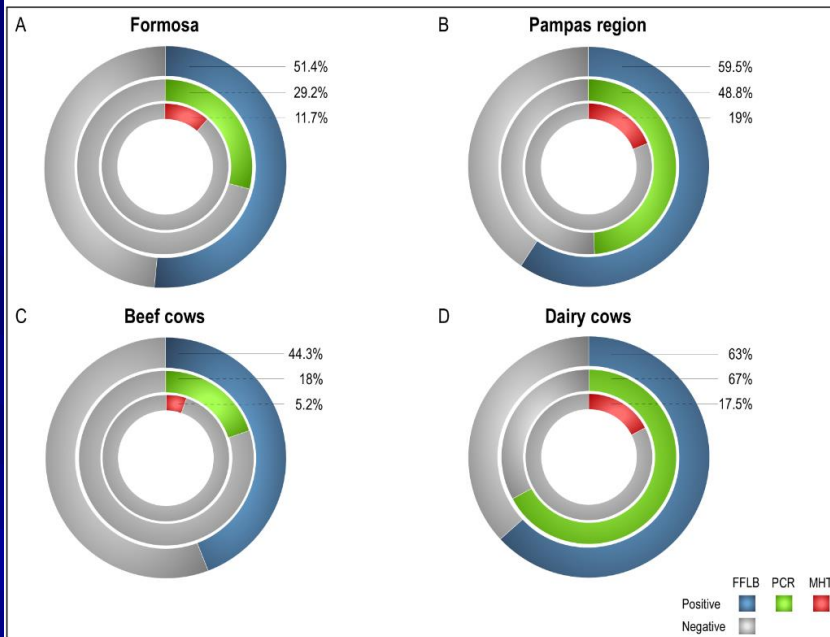 A Formosa
51.4%
29.2%
11.7%
B Pampas region
59.5%
48.8%
19%
C Beef cows
44.3%
18%
5.2%
D Dairy cows
63%
67%
17.5%
FFLB PCR MHT
Positive
Negative